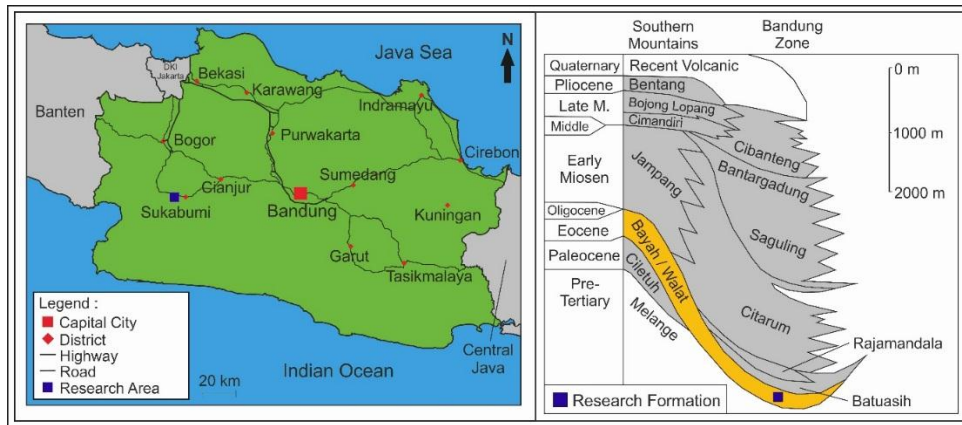 Java Sea
N
DKI
Jakarta
Bekasi
Karawang
Indramayu
Banten
Purwakarta
Bogor
Cirebon
Cianjur
Sumedang
Sukabumi
Bandung
Kuningan
Garut
Tasikmalaya
Legend :
Capital City
District
Highway
Road
Research Area
20 km
Indian Ocean
Central
Java
Southern
Mountains
Bandung
Zone
Quaternary
Recent Volcanic
0 m
Pliocene
Bentang
Late M.
Bojong Lopang
Middle
Cimandiri
1000 m
Cibanteng
Early
Miosen
Jampang
Bantargadung
2000 m
Oligocene
Eocene
Bayah / Walat
Saguling
Paleocene
Ciletuh
Pre-
Tertiary
Melange
Citarum
Rajamandala
Batuasih
Research Formation